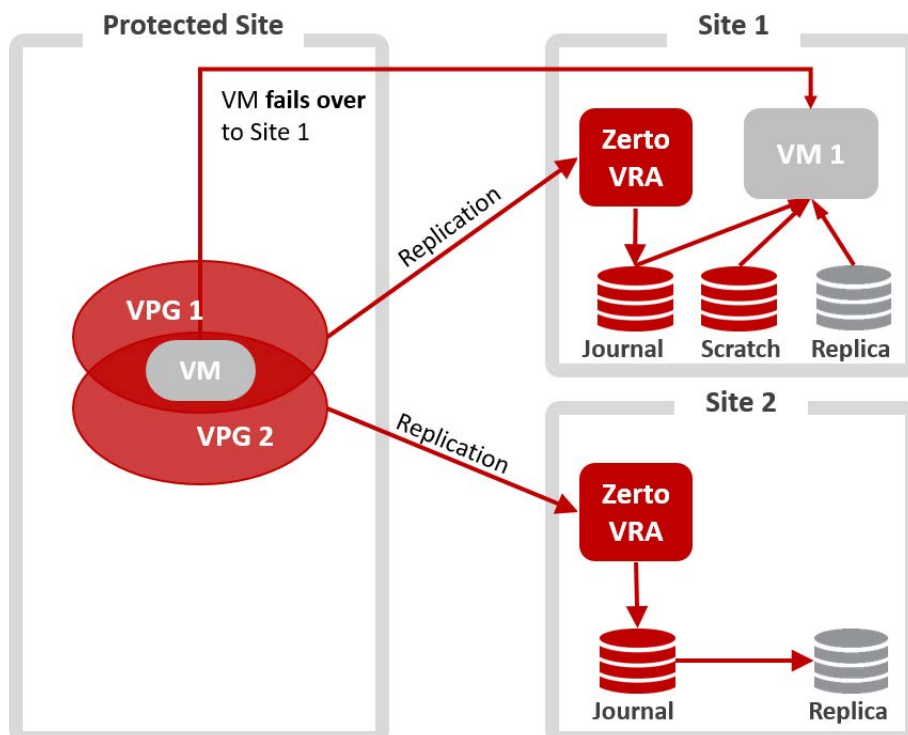 Protected Site
VM fails over
to Site 1
VPG 1
VM
VPG 2
Replication
Replication
Site 1
Zerto
VRA
VM 1
Journal
Scratch
Replica
Site 2
Zerto
VRA
Journal
Replica